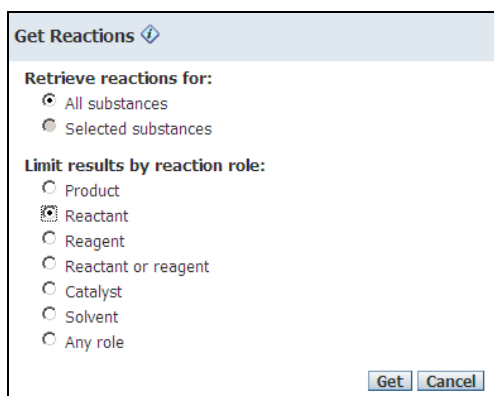 Get Reactions
Retrieve reactions for:
All substances
Selected substances
Limit results by reaction role:
Product
Reactant
Reagent
Reactant or reagent
Catalyst
Solvent
Any role
Get Cancel